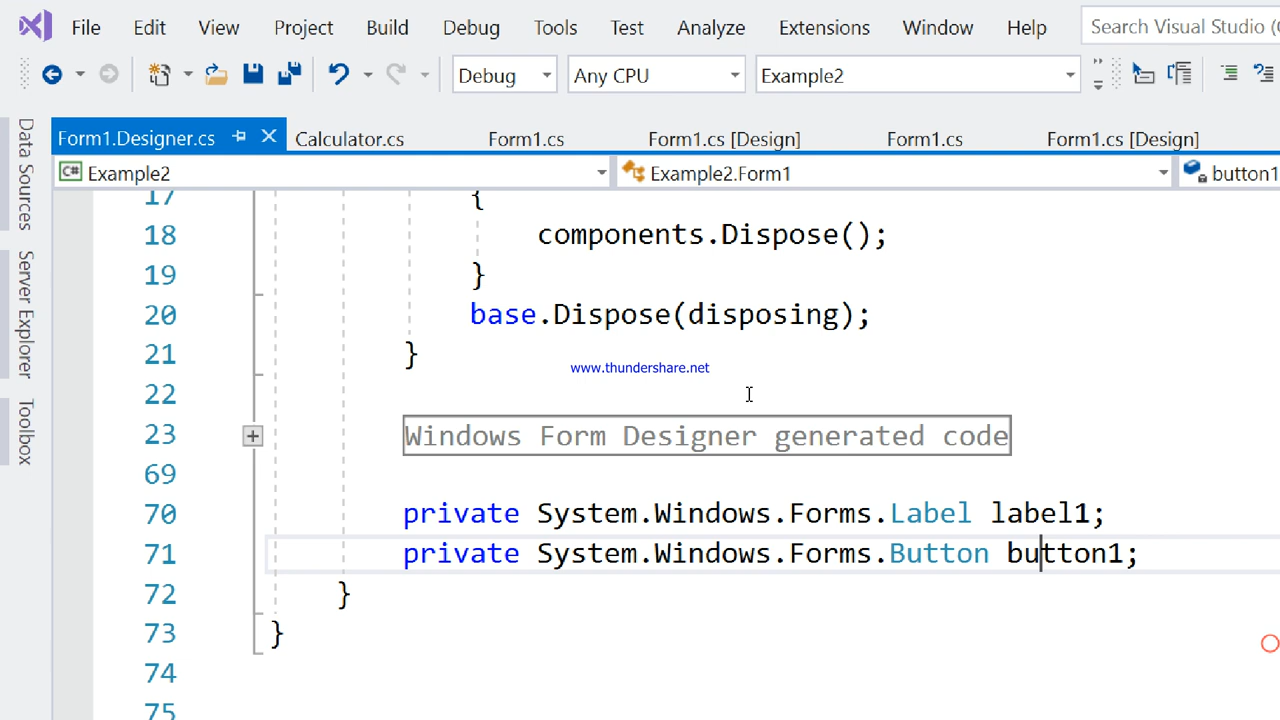 File Edit View Project Build Debug Tools Test Analyze Extensions Window Help Search Visual Studio (
Debug Any CPU Example2
Form1.Designer.cs Calculator.cs Form1.cs Form1.cs [Design] Form1.cs Form1.cs [Design]
C# Example2 Example2.Form1 button1
Data Sources
Server Explorer
Toolbox
17 {
18 components.Dispose();
19 }
20 base.Dispose(disposing);
21 }
www.thundershare.net
22
23 Windows Form Designer generated code
69
70 private System.Windows.Forms.Label label1;
71 private System.Windows.Forms.Button button1;
72 }
73 }
74
75